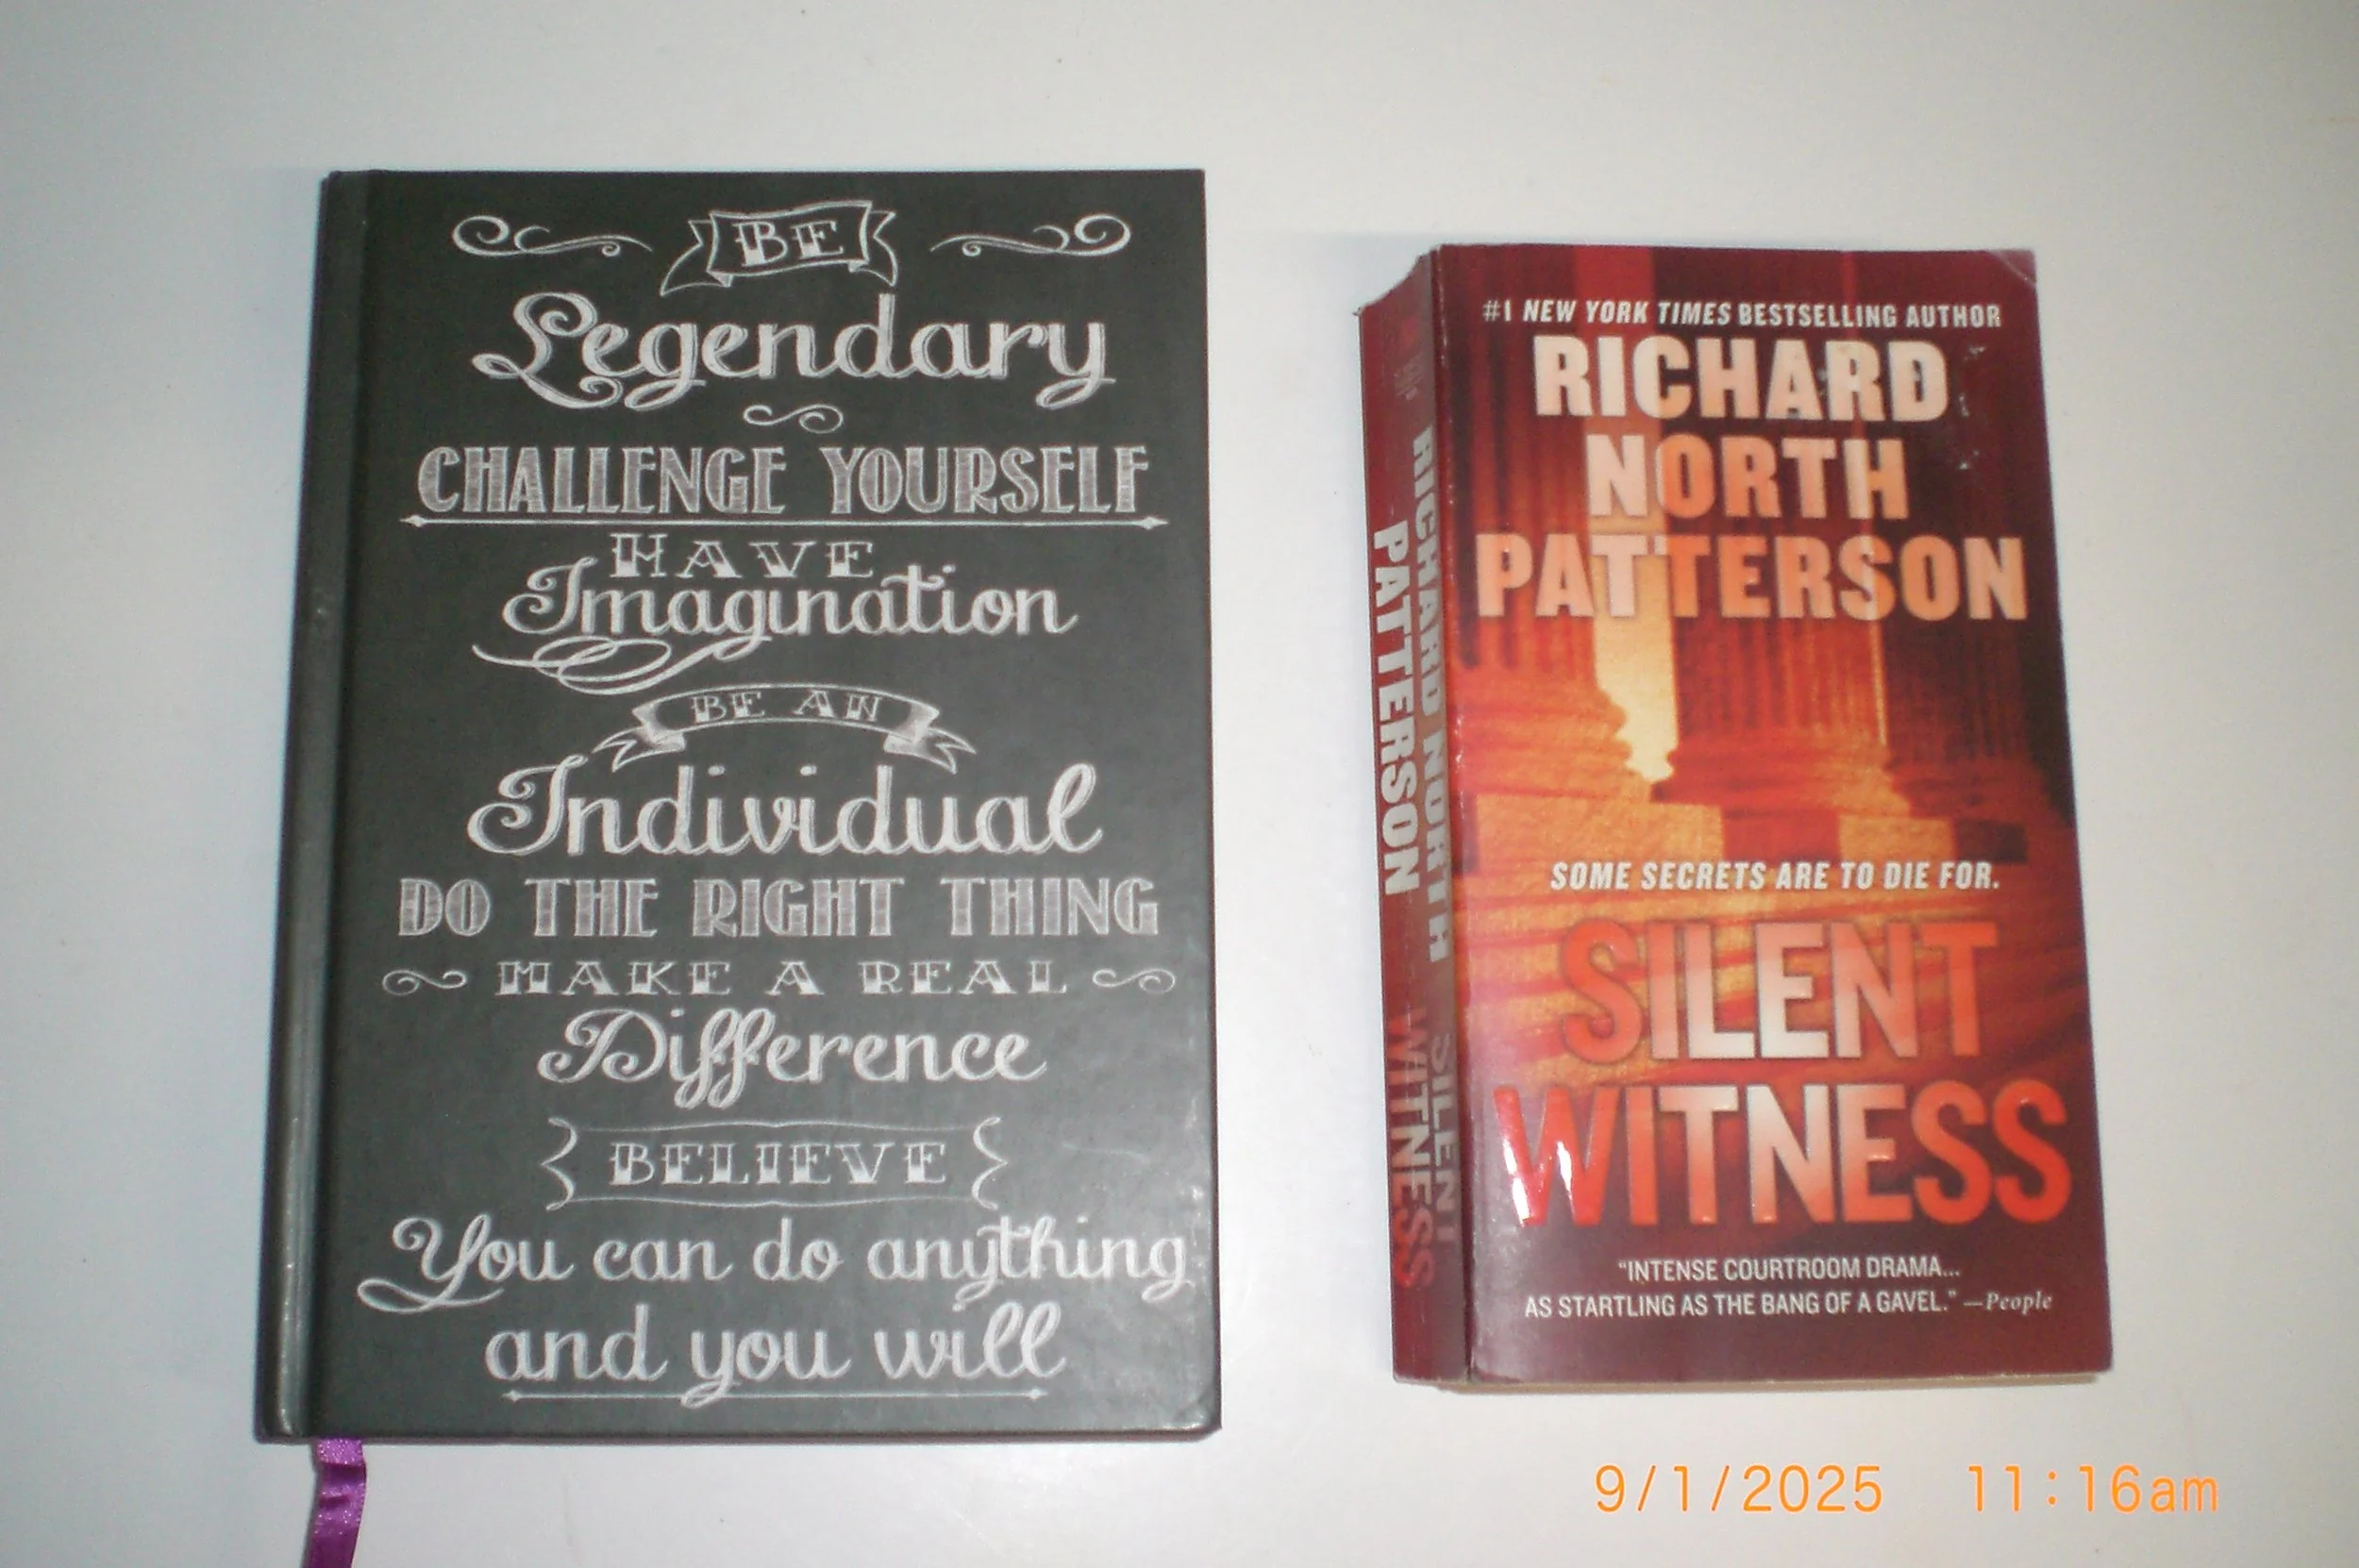 BE
Legendary
CHALLENGE YOURSELF
HAVE
Imagination
BE AN
Individual
DO THE RIGHT THING
MAKE A REAL
Difference
BELIEVE
You can do anything
and you will
RICHARD NORTH
PATTERSON
SILENT
WITNESS
#1 NEW YORK TIMES BESTSELLING AUTHOR
RICHARD
NORTH
PATTERSON
SOME SECRETS ARE TO DIE FOR.
SILENT
WITNESS
"INTENSE COURTROOM DRAMA...
AS STARTLING AS THE BANG OF A GAVEL." —People
9/1/2025 11:16am